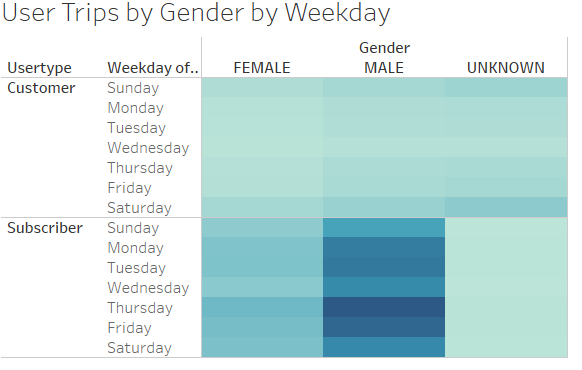 User Trips by Gender by Weekday
Gender
Usertype Weekday of.. FEMALE MALE UNKNOWN
Customer Sunday
Monday
Tuesday
Wednesday
Thursday
Friday
Saturday
Subscriber Sunday
Monday
Tuesday
Wednesday
Thursday
Friday
Saturday